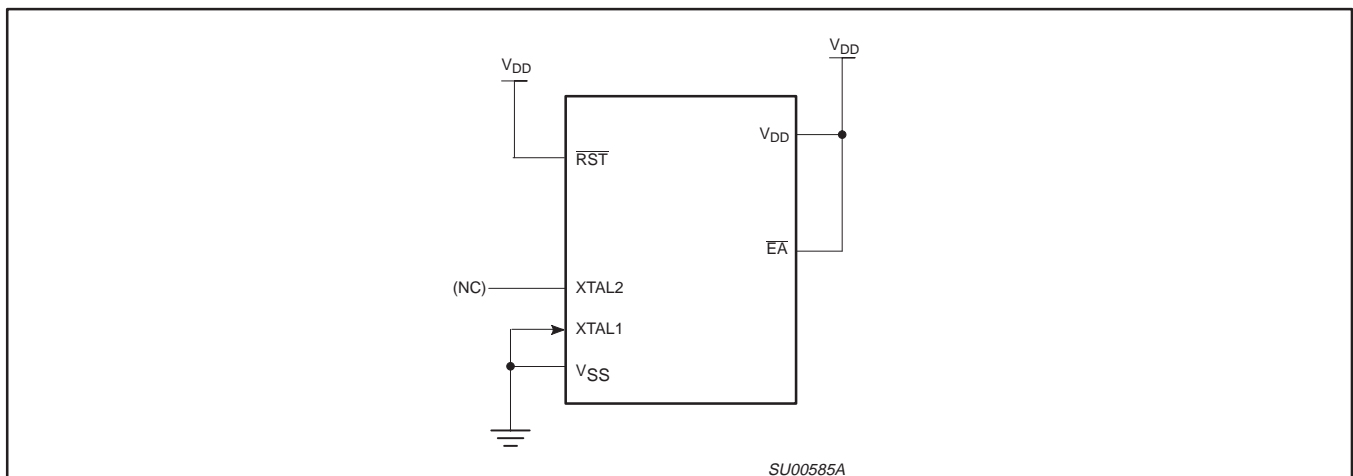 VDD
VDD
VDD
RST
EA
(NC)
XTAL2
XTAL1
VSS
SU00585A